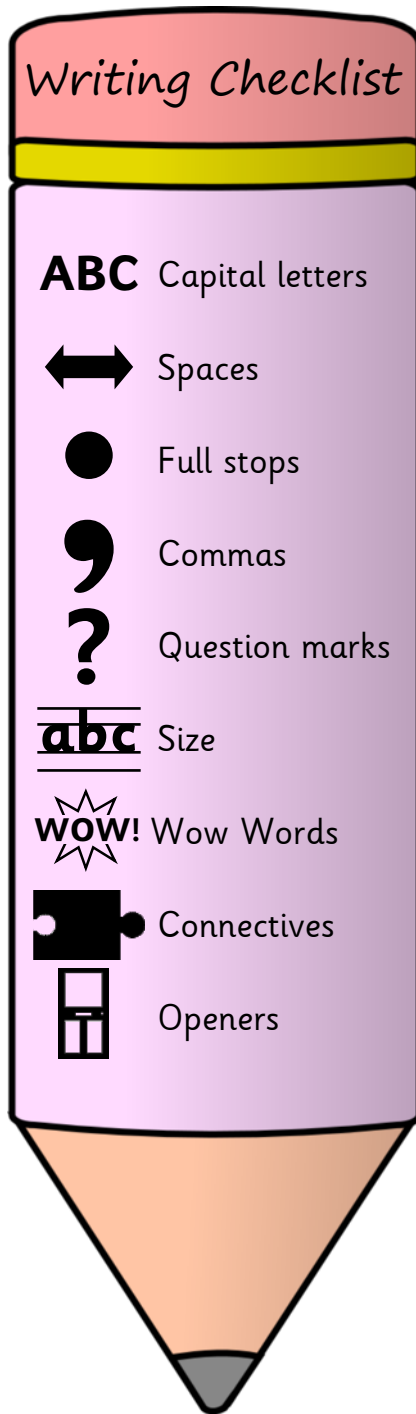 Writing Checklist
ABC Capital letters
Spaces
Full stops
, Commas
? Question marks
abc Size
WOW! Wow Words
Connectives
Openers